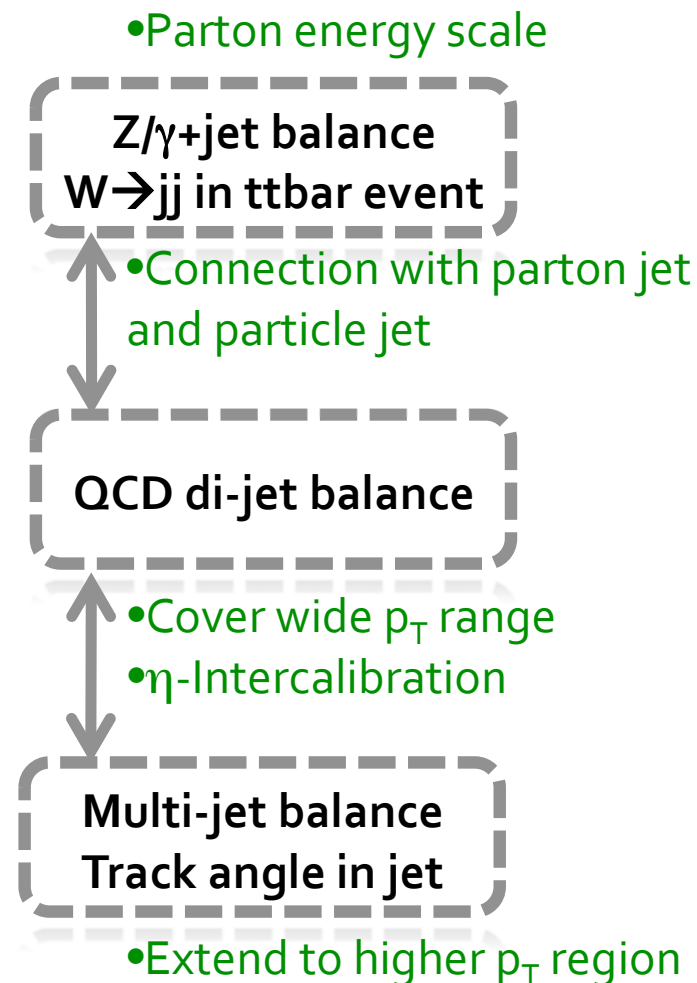 •Parton energy scale
Z/γ+jet balance
W→jj in ttbar event
•Connection with parton jet
and particle jet
QCD di-jet balance
•Cover wide pT range
•η-Intercalibration
Multi-jet balance
Track angle in jet
•Extend to higher pT region